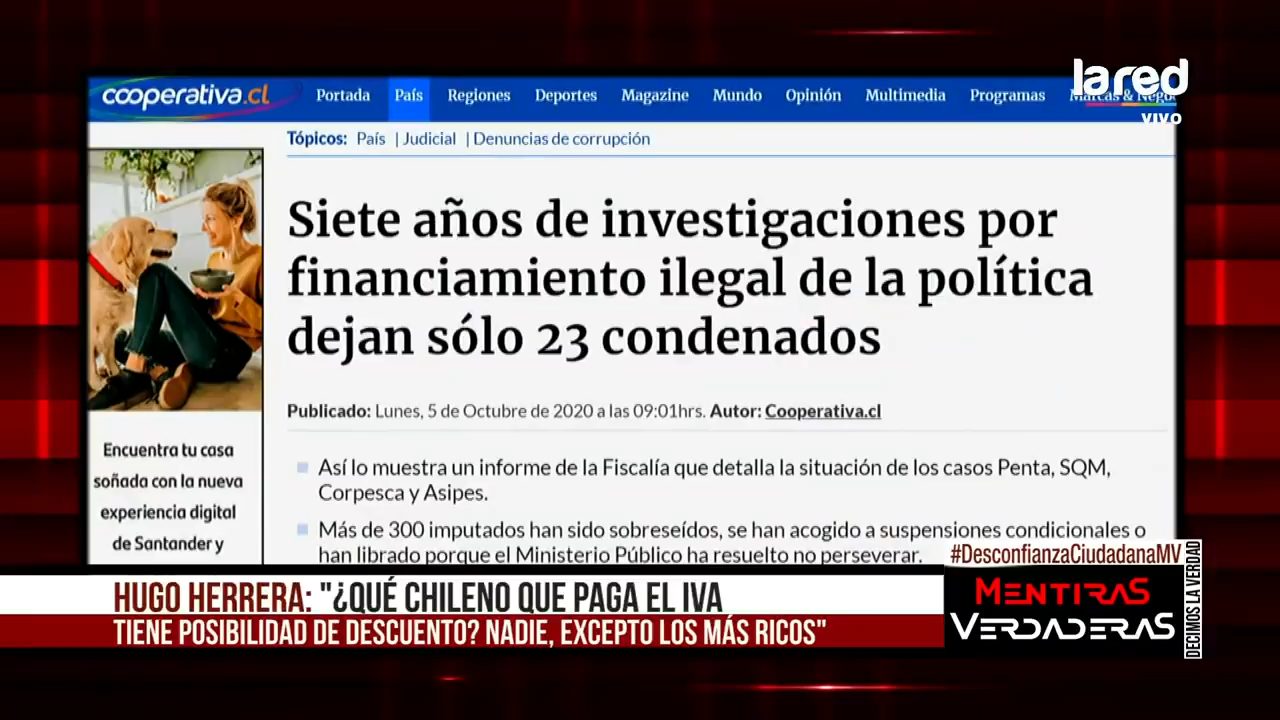 lared
VIVO
cooperativa.cl
Portada País Regiones Deportes Magazine Mundo Opinión Multimedia Programas Marcas & Nego
Tópicos: País | Judicial | Denuncias de corrupción
Siete años de investigaciones por
financiamiento ilegal de la política
dejan sólo 23 condenados
Publicado: Lunes, 5 de Octubre de 2020 a las 09:01hrs. Autor: Cooperativa.cl
Así lo muestra un informe de la Fiscalía que detalla la situación de los casos Penta, SQM,
Corpesca y Asipes.
Más de 300 imputados han sido sobreseídos, se han acogido a suspensiones condicionales o
han librado porque el Ministerio Público ha resuelto no perseverar.
Encuentra tu casa
soñada con la nueva
experiencia digital
de Santander y
#DesconfianzaCiudadanaMV
HUGO HERRERA: "¿QUÉ CHILENO QUE PAGA EL IVA
TIENE POSIBILIDAD DE DESCUENTO? NADIE, EXCEPTO LOS MÁS RICOS"
MENTIRAS
VERDADERAS
DECIMOS LA VERDAD